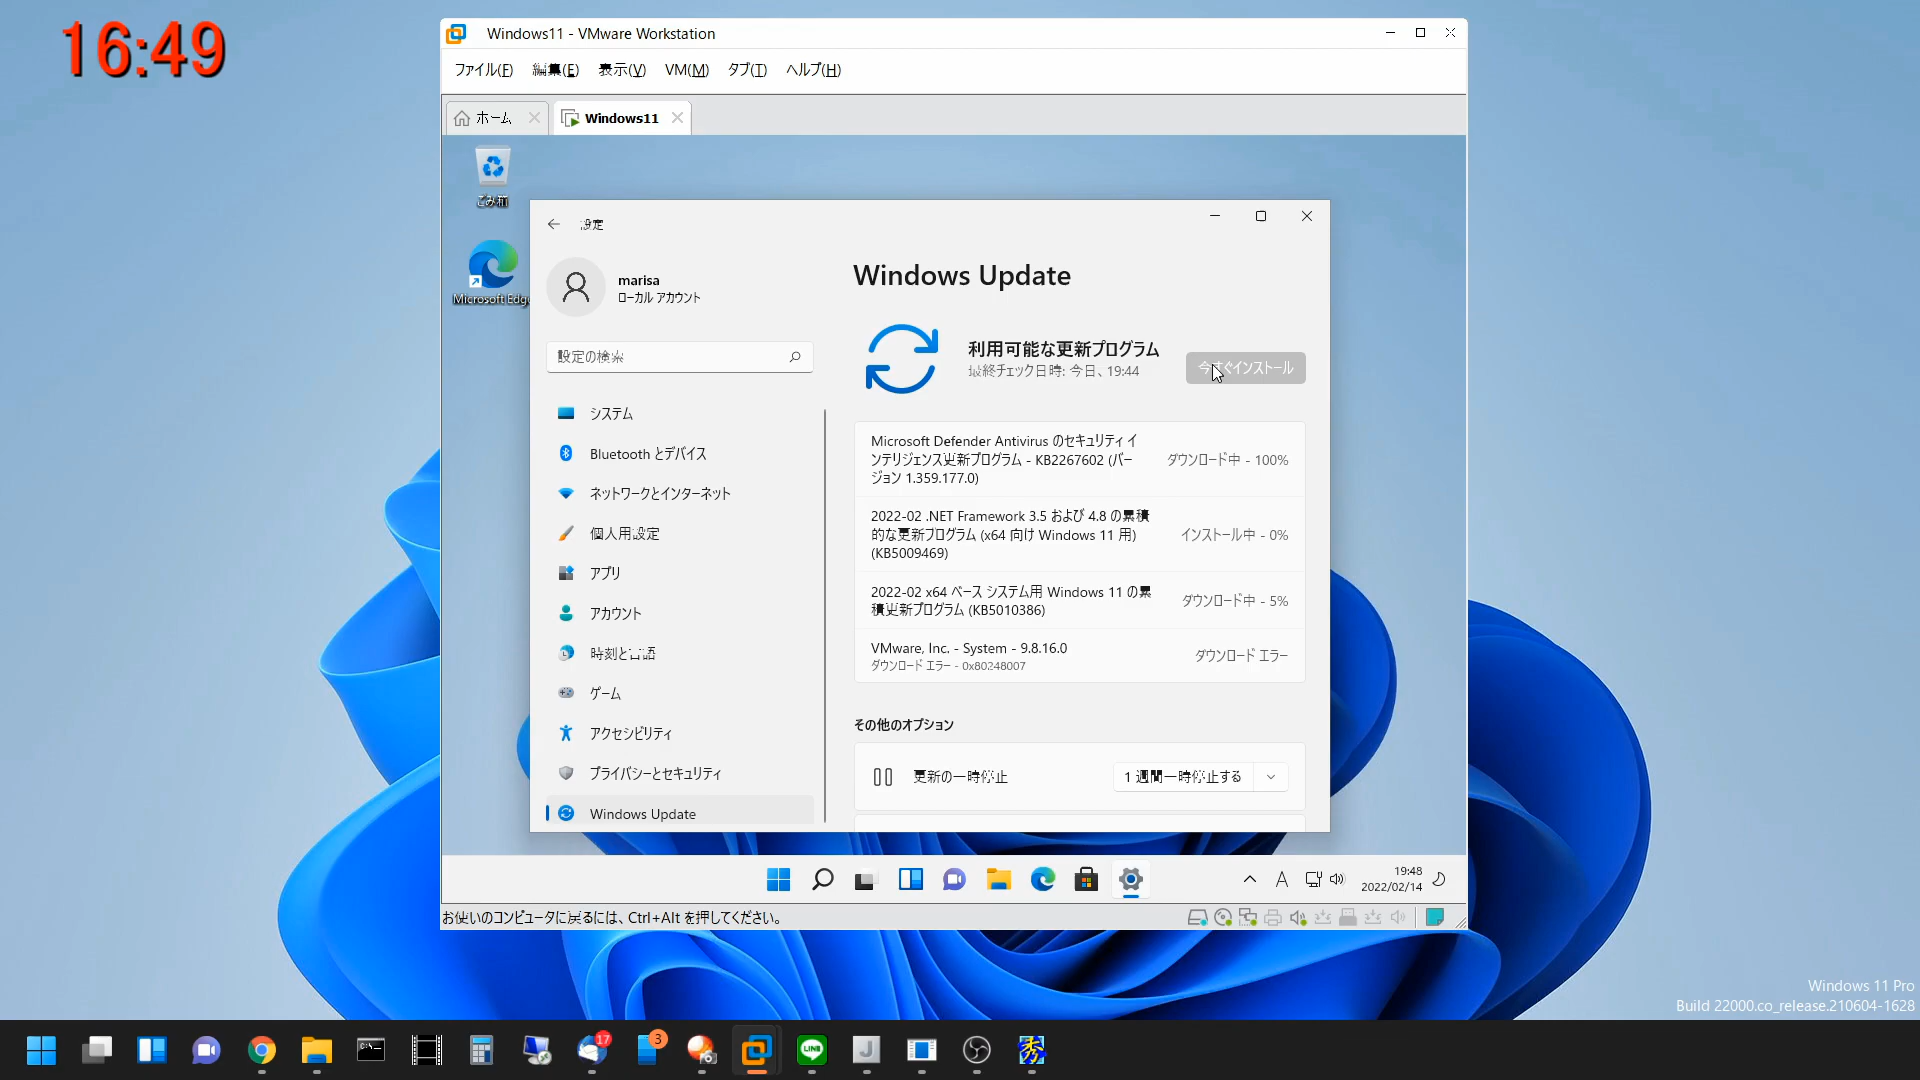 16:49
Windows11 - VMware Workstation
ファイル(F) 編集(E) 表示(V) VM(M) タブ(T) ヘルプ(H)
ホーム
Windows11
ごみ箱
Microsoft Edge
設定
marisa
ローカル アカウント
設定の検索
システム
Bluetooth とデバイス
ネットワークとインターネット
個人用設定
アプリ
アカウント
時刻と言語
ゲーム
アクセシビリティ
プライバシーとセキュリティ
Windows Update
Windows Update
利用可能な更新プログラム
最終チェック日時: 今日、19:44
今すぐインストール
Microsoft Defender Antivirus のセキュリティ イ
ンテリジェンス更新プログラム - KB2267602 (バー
ジョン 1.359.177.0)
ダウンロード中 - 100%
2022-02 .NET Framework 3.5 および 4.8 の累積
的な更新プログラム (x64 向け Windows 11 用)
(KB5009469)
インストール中 - 0%
2022-02 x64 ベース システム用 Windows 11 の累
積更新プログラム (KB5010386)
ダウンロード中 - 5%
VMware, Inc. - System - 9.8.16.0
ダウンロード エラー - 0x80248007
ダウンロード エラー
その他のオプション
更新の一時停止
1 週間一時停止する
A
19:48
2022/02/14
お使いのコンピュータに戻るには、Ctrl+Alt を押してください。
Windows 11 Pro
Build 22000.co_release.210604-1628
C:\
17
3
LINE
J
秀